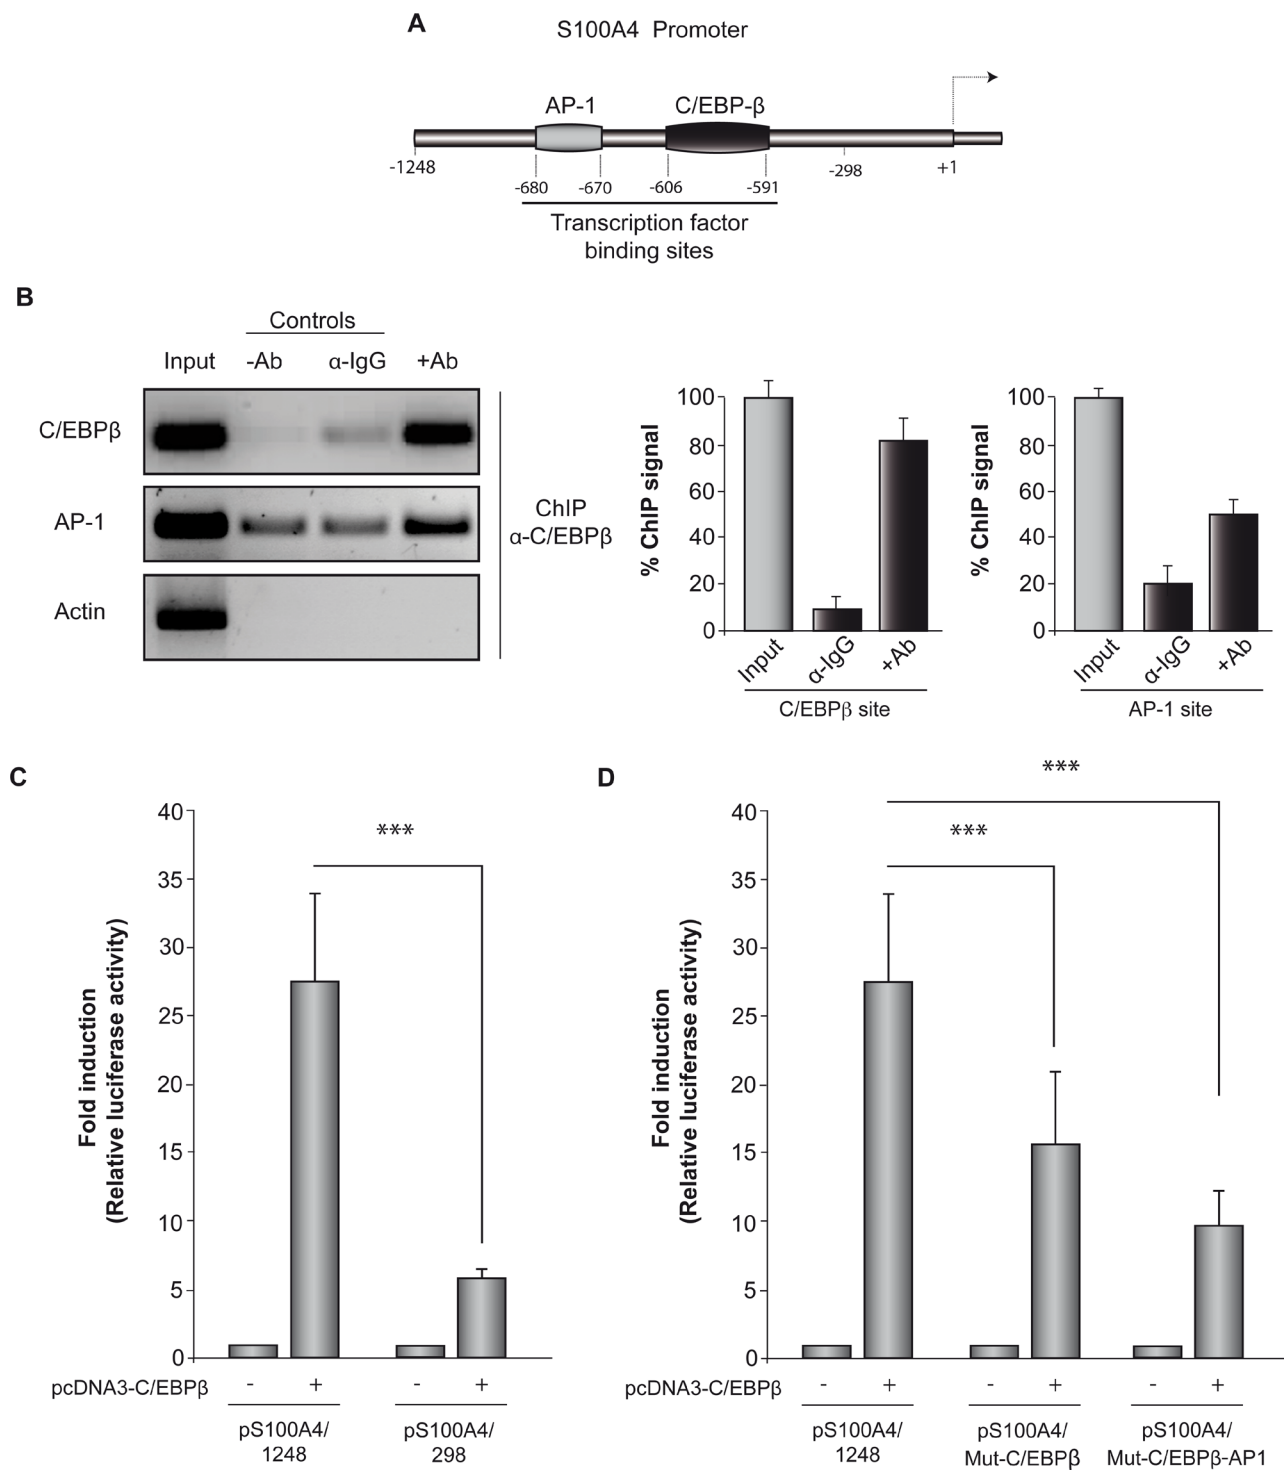 A
S100A4 Promoter
AP-1
C/EBP-β
-1248
-680
-670
-606
-591
-298
+1
Transcription factor
binding sites
B
Controls
Input
-Ab
α-IgG
+Ab
C/EBPβ
AP-1
Actin
ChIP
α-C/EBPβ
% ChIP signal
100
80
60
40
20
0
Input
α-IgG
+Ab
C/EBPβ site
% ChIP signal
100
80
60
40
20
0
Input
α-IgG
+Ab
AP-1 site
C
Fold induction
(Relative luciferase activity)
40
35
30
25
20
15
10
5
0
***
pcDNA3-C/EBPβ
-
+
-
+
pS100A4/
1248
pS100A4/
298
D
Fold induction
(Relative luciferase activity)
40
35
30
25
20
15
10
5
0
***
***
pcDNA3-C/EBPβ
-
+
-
+
-
+
pS100A4/
1248
pS100A4/
Mut-C/EBPβ
pS100A4/
Mut-C/EBPβ-AP1